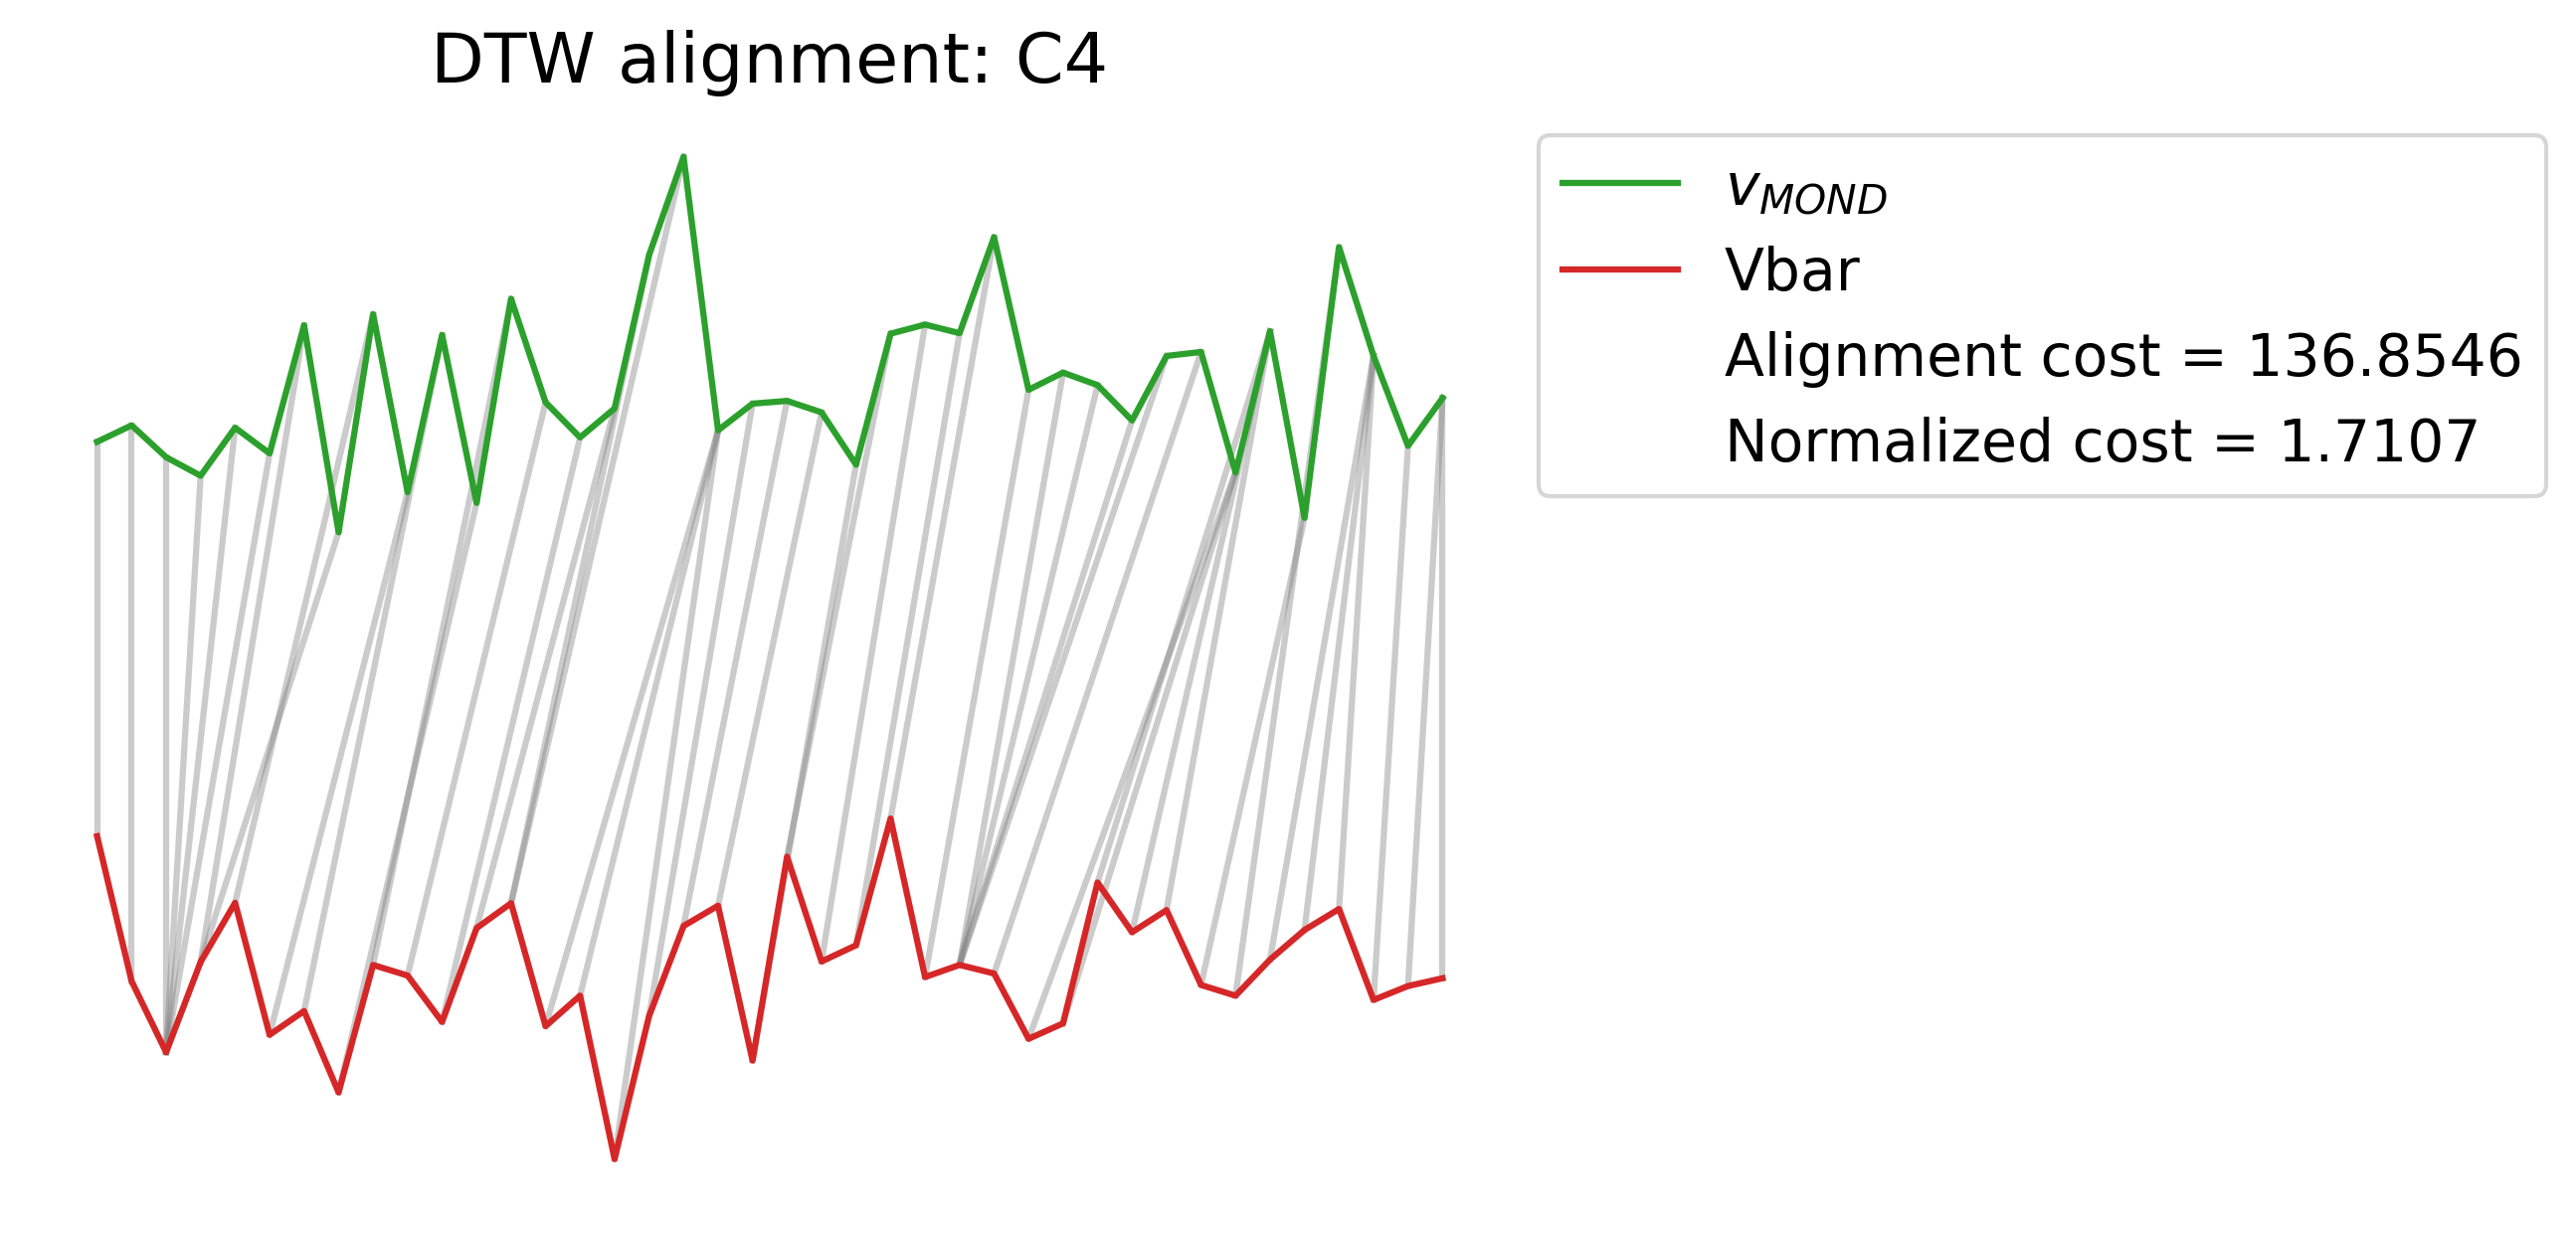 DTW alignment: C4
v_MOND
Vbar
Alignment cost = 136.8546
Normalized cost = 1.7107